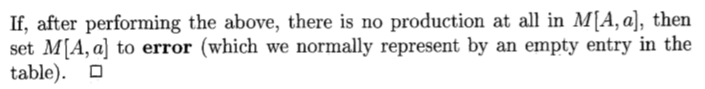 If, after performing the above, there is no production at all in M[A, a], then
set M[A, a] to error (which we normally represent by an empty entry in the
table). □